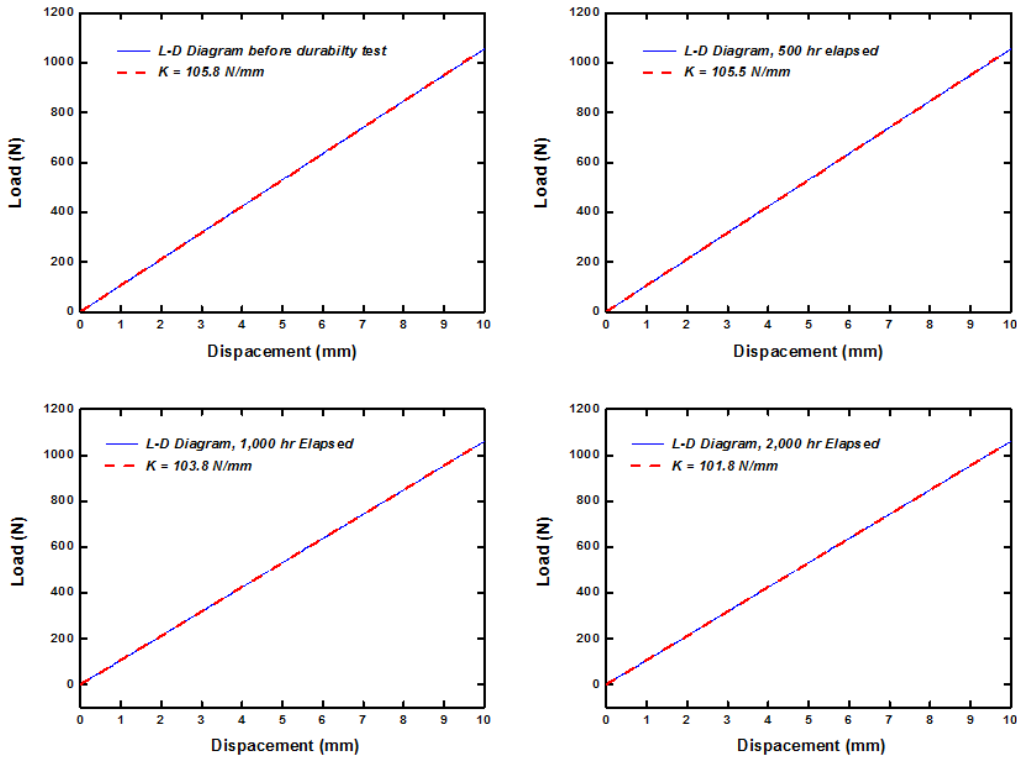 1200
1000
800
600
400
200
0
Load (N)
L-D Diagram before durabilty test
K = 105.8 N/mm
0 1 2 3 4 5 6 7 8 9 10
Dispacement (mm)
1200
1000
800
600
400
200
0
Load (N)
L-D Diagram, 500 hr elapsed
K = 105.5 N/mm
0 1 2 3 4 5 6 7 8 9 10
Dispacement (mm)
1200
1000
800
600
400
200
0
Load (N)
L-D Diagram, 1,000 hr Elapsed
K = 103.8 N/mm
0 1 2 3 4 5 6 7 8 9 10
Dispacement (mm)
1200
1000
800
600
400
200
0
Load (N)
L-D Diagram, 2,000 hr Elapsed
K = 101.8 N/mm
0 1 2 3 4 5 6 7 8 9 10
Dispacement (mm)